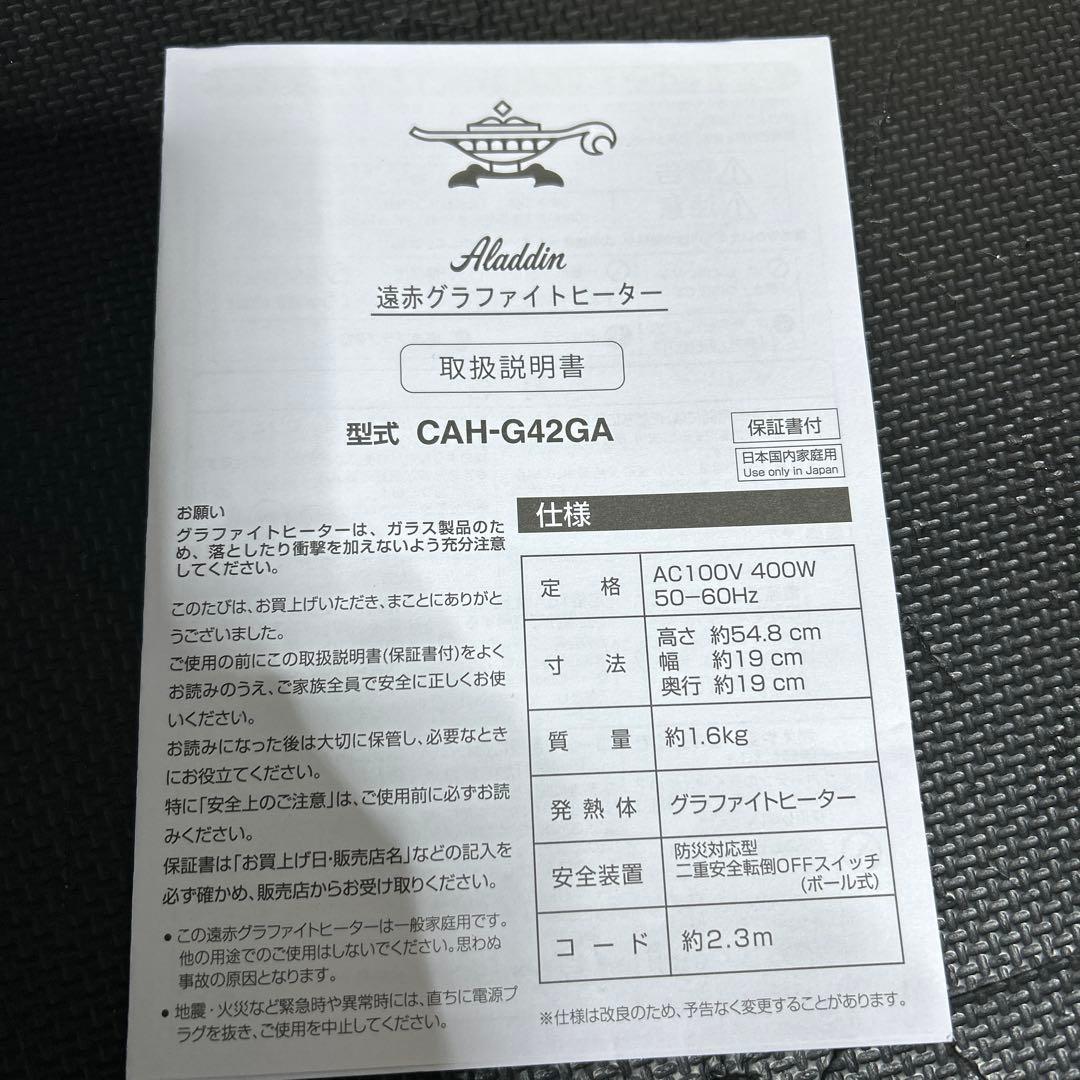 Aladdin
遠赤グラファイトヒーター
取扱説明書
型式 CAH-G42GA
保証書付
日本国内家庭用
Use only in Japan
お願い
グラファイトヒーターは、ガラス製品のた
め、落としたり衝撃を加えないよう充分注意
してください。
このたびは、お買上げいただき、まことにありがと
うございました。
ご使用の前にこの取扱説明書(保証書付)をよく
お読みのうえ、ご家族全員で安全に正しくお使
いください。
お読みになった後は大切に保管し、必要なとき
にお役立てください。
特に「安全上のご注意」は、ご使用前に必ずお読
みください。
保証書は「お買上げ日・販売店名」などの記入を
必ず確かめ、販売店からお受け取りください。
● この遠赤グラファイトヒーターは一般家庭用です。
他の用途でのご使用はしないでください。思わぬ
事故の原因となります。
● 地震・火災など緊急時や異常時には、直ちに電源プ
ラグを抜き、ご使用を中止してください。
仕様
定格 AC100V 400W
50−60Hz
寸法 高さ 約54.8 cm
幅 約19 cm
奥行 約19 cm
質量 約1.6kg
発熱体 グラファイトヒーター
安全装置 防災対応型
二重安全転倒OFFスイッチ
(ボール式)
コード 約2.3m
※仕様は改良のため、予告なく変更することがあります。